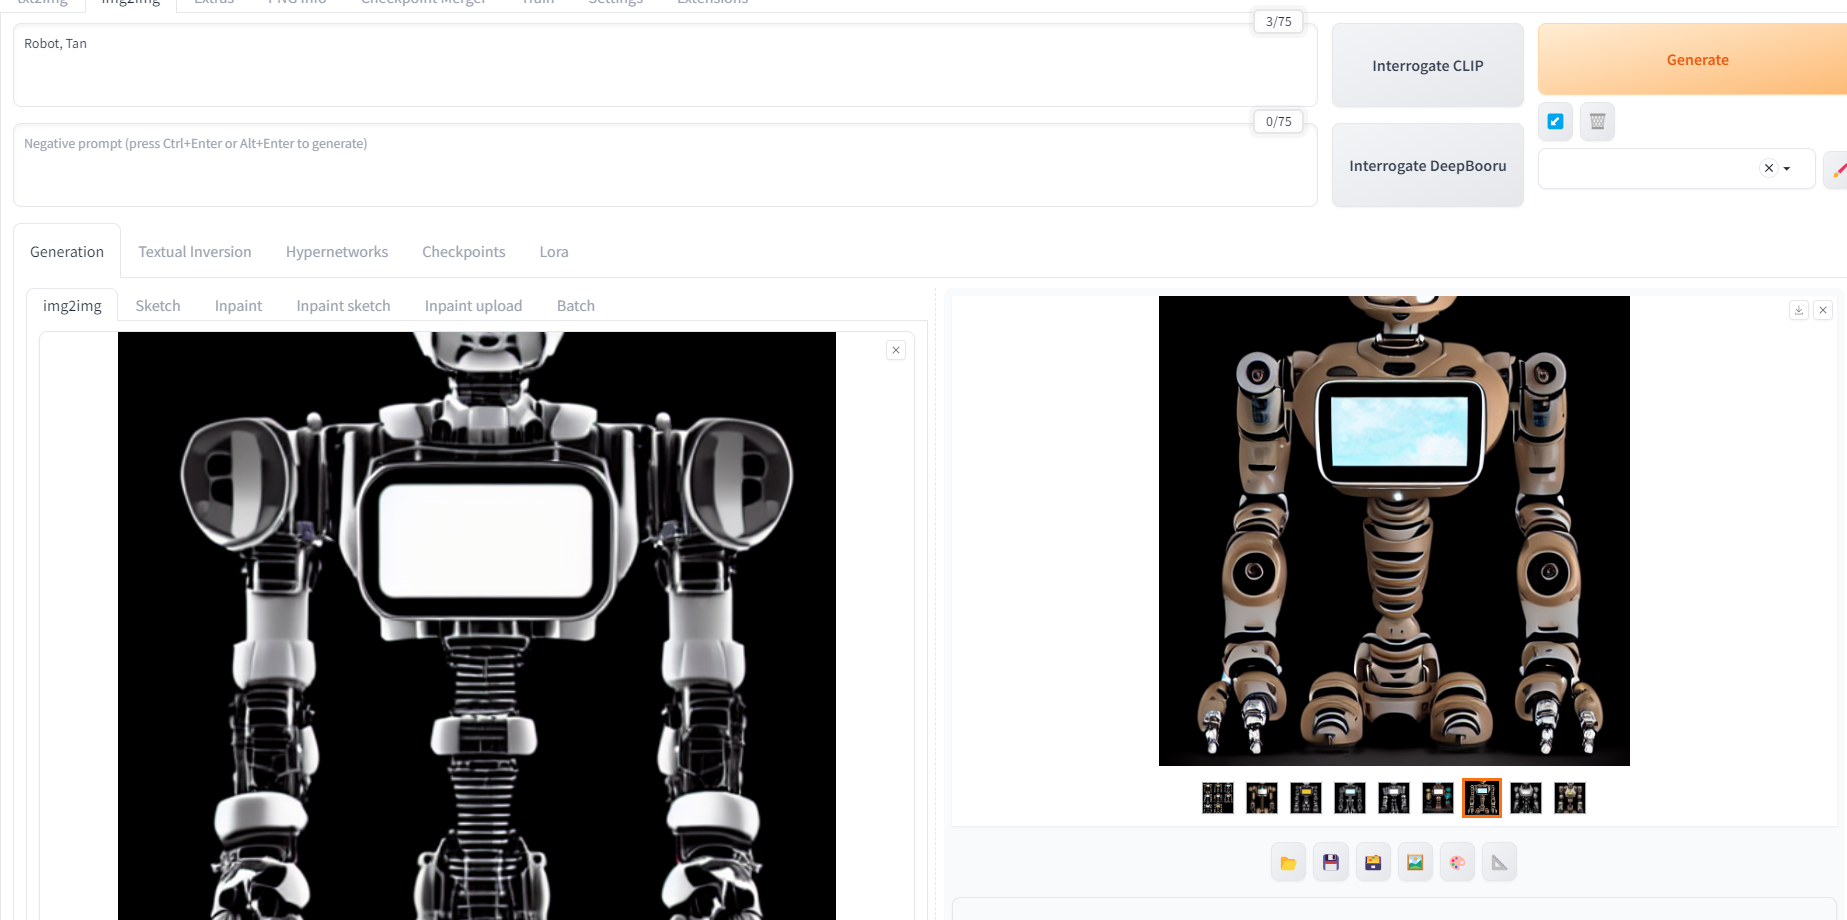 txt2img img2img Extras PNG Info Checkpoint Merger Train Settings Extensions
3/75
Robot, Tan
Interrogate CLIP
Generate
0/75
Negative prompt (press Ctrl+Enter or Alt+Enter to generate)
Interrogate DeepBooru
Generation Textual Inversion Hypernetworks Checkpoints Lora
img2img Sketch Inpaint Inpaint sketch Inpaint upload Batch